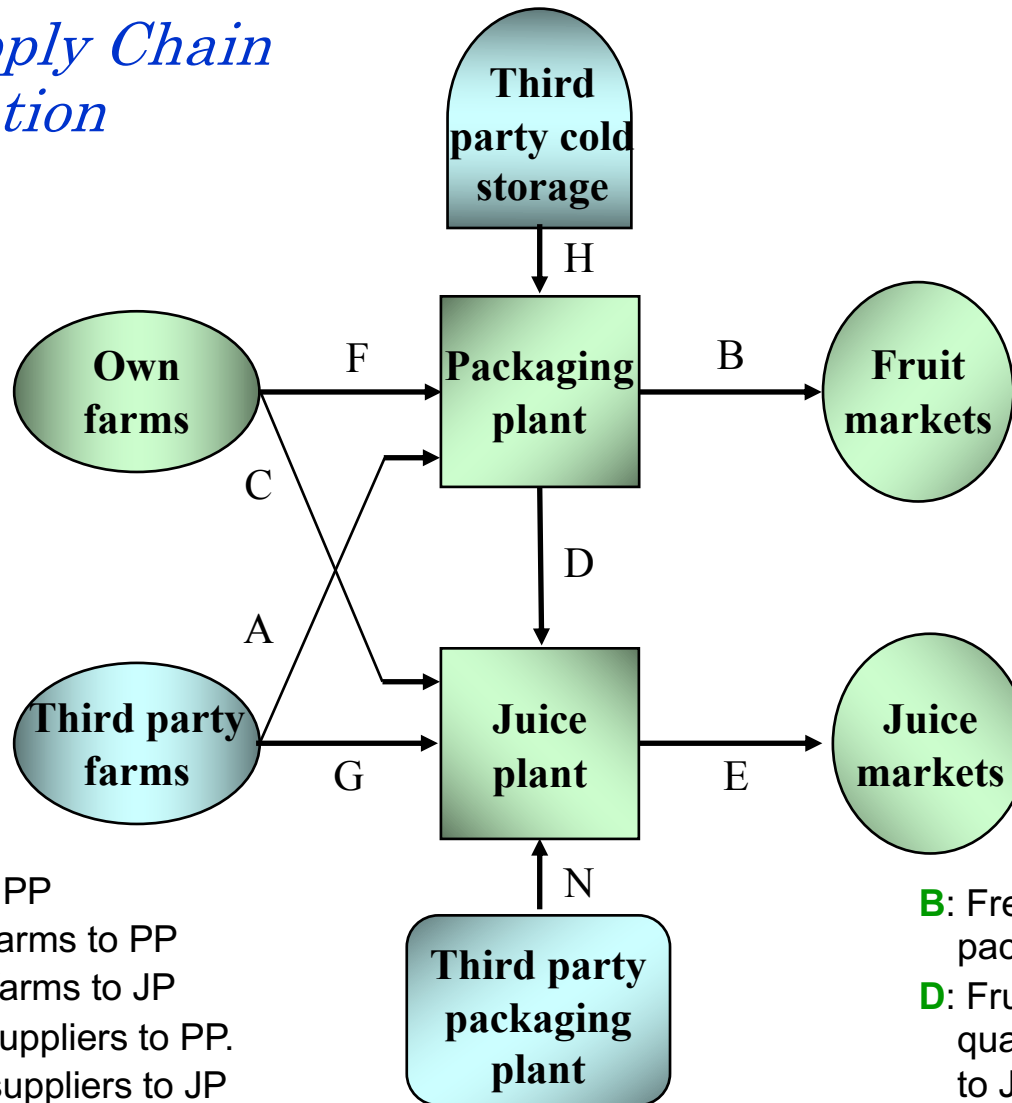 pply Chain
tion
Third
party cold
storage
H
Own
farms
F
Packaging
plant
B
Fruit
markets
C
D
A
Third party
farms
G
Juice
plant
E
Juice
markets
N
Third party
packaging
plant
PP
arms to PP
arms to JP
uppliers to PP.
suppliers to JP
B: Fre
pac
D: Fru
qua
to J